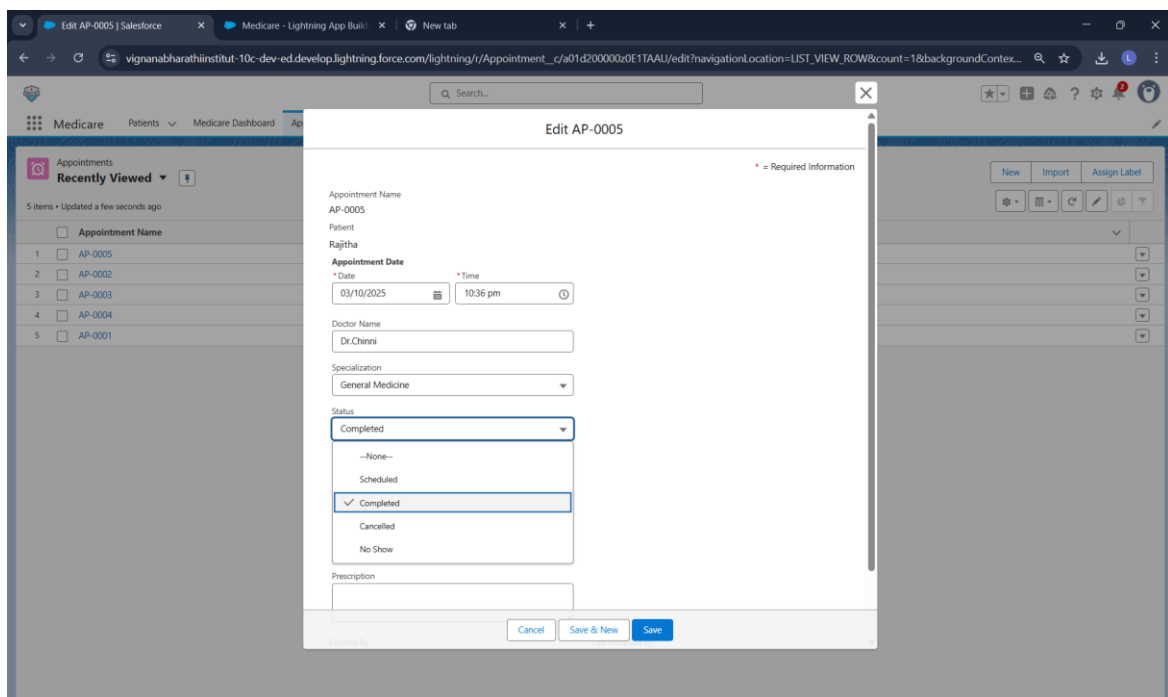 Edit AP-0005 | Salesforce
Medicare - Lightning App Build
New tab
vignanabharathiinstitut-10c-dev-ed.develop.lightning.force.com/lightning/r/Appointment__c/a01d200000z0E1TAAU/edit?navigationLocation=LIST_VIEW_ROW&count=1&backgroundContex...
L
Search...
2
Medicare
Patients
Medicare Dashboard
Ap
Edit AP-0005
Appointments
Recently Viewed
New
Import
Assign Label
5 items • Updated a few seconds ago
* = Required Information
Appointment Name
1 AP-0005
2 AP-0002
3 AP-0003
4 AP-0004
5 AP-0001
Appointment Name
AP-0005
Patient
Rajitha
Appointment Date
*Date *Time
03/10/2025 10:36 pm
Doctor Name
Dr.Chinni
Specialization
General Medicine
Status
Completed
--None--
Scheduled
Completed
Cancelled
No Show
Prescription
Cancel
Save & New
Save
Created By